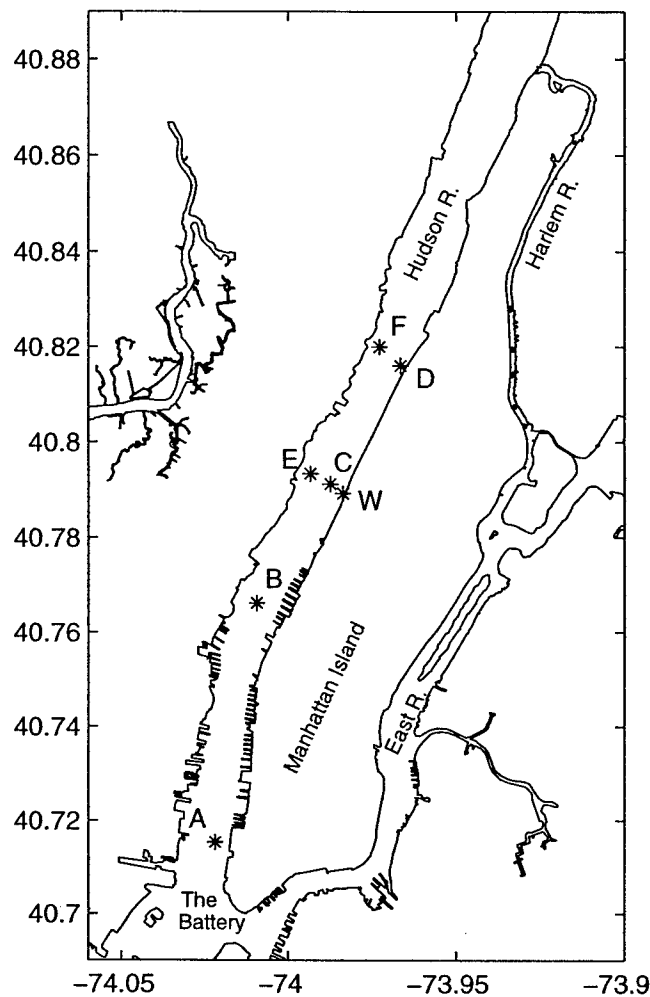 40.88
40.86
40.84
40.82
40.8
40.78
40.76
40.74
40.72
40.7
Hudson R.
Harlem R.
F
D
E
C
W
B
Manhattan Island
East R.
A
The
Battery
−74.05
−74
−73.95
−73.9